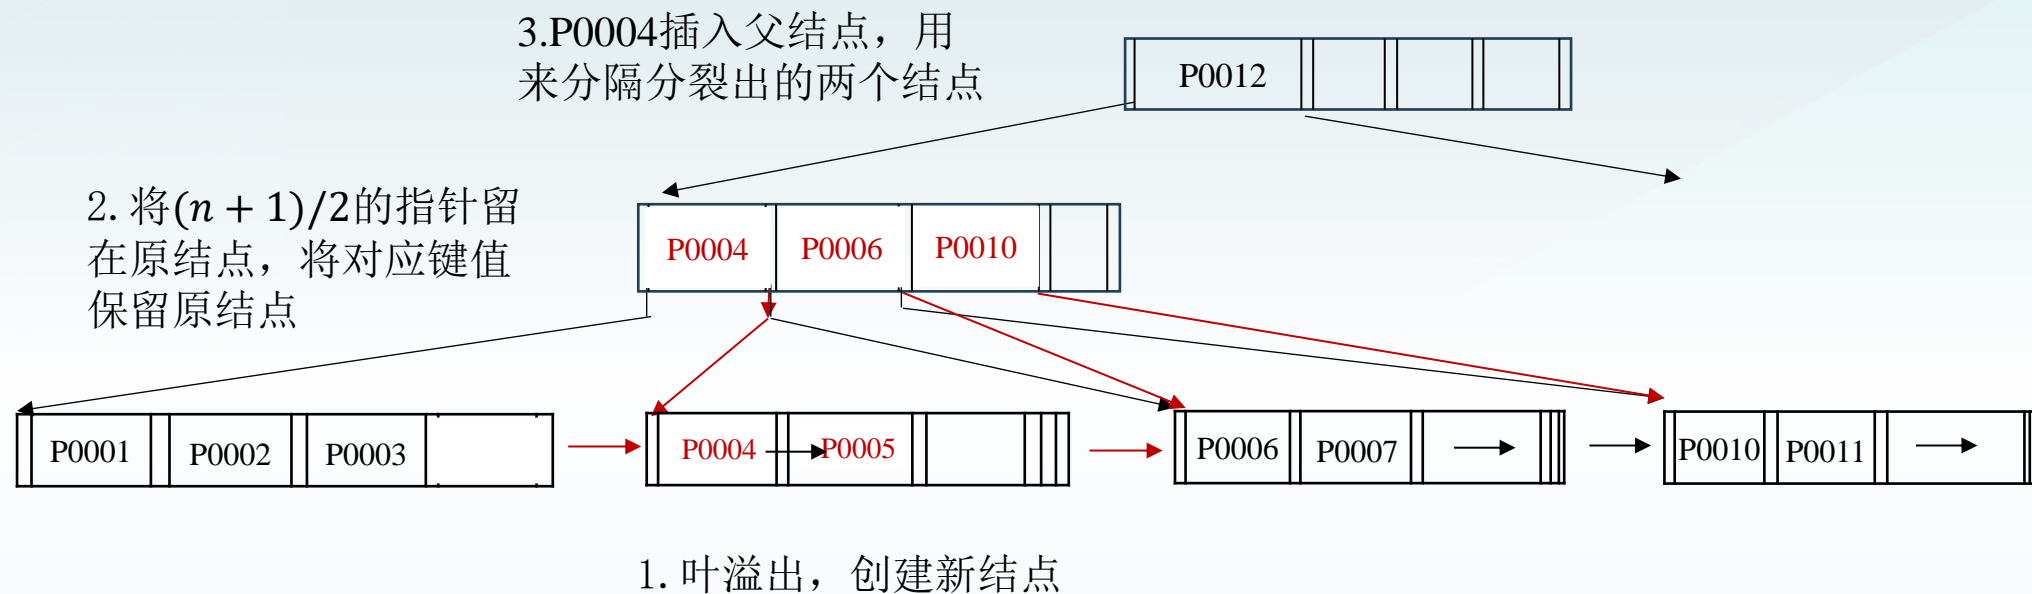 3.P0004插入父结点，用
来分隔分裂出的两个结点
P0012
2.将(n + 1)/2的指针留
在原结点，将对应键值
保留原结点
P0004 P0006 P0010
P0001 P0002 P0003 P0004 P0005 P0006 P0007 P0010 P0011
1.叶溢出，创建新结点